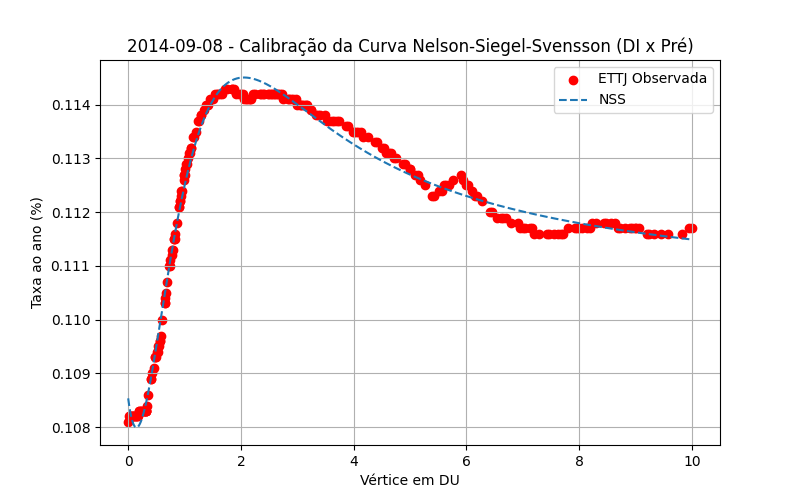 2014-09-08 - Calibração da Curva Nelson-Siegel-Svensson (DI x Pré)
ETTJ Observada
NSS
Taxa ao ano (%)
0.114
0.113
0.112
0.111
0.110
0.109
0.108
0 2 4 6 8 10
Vértice em DU